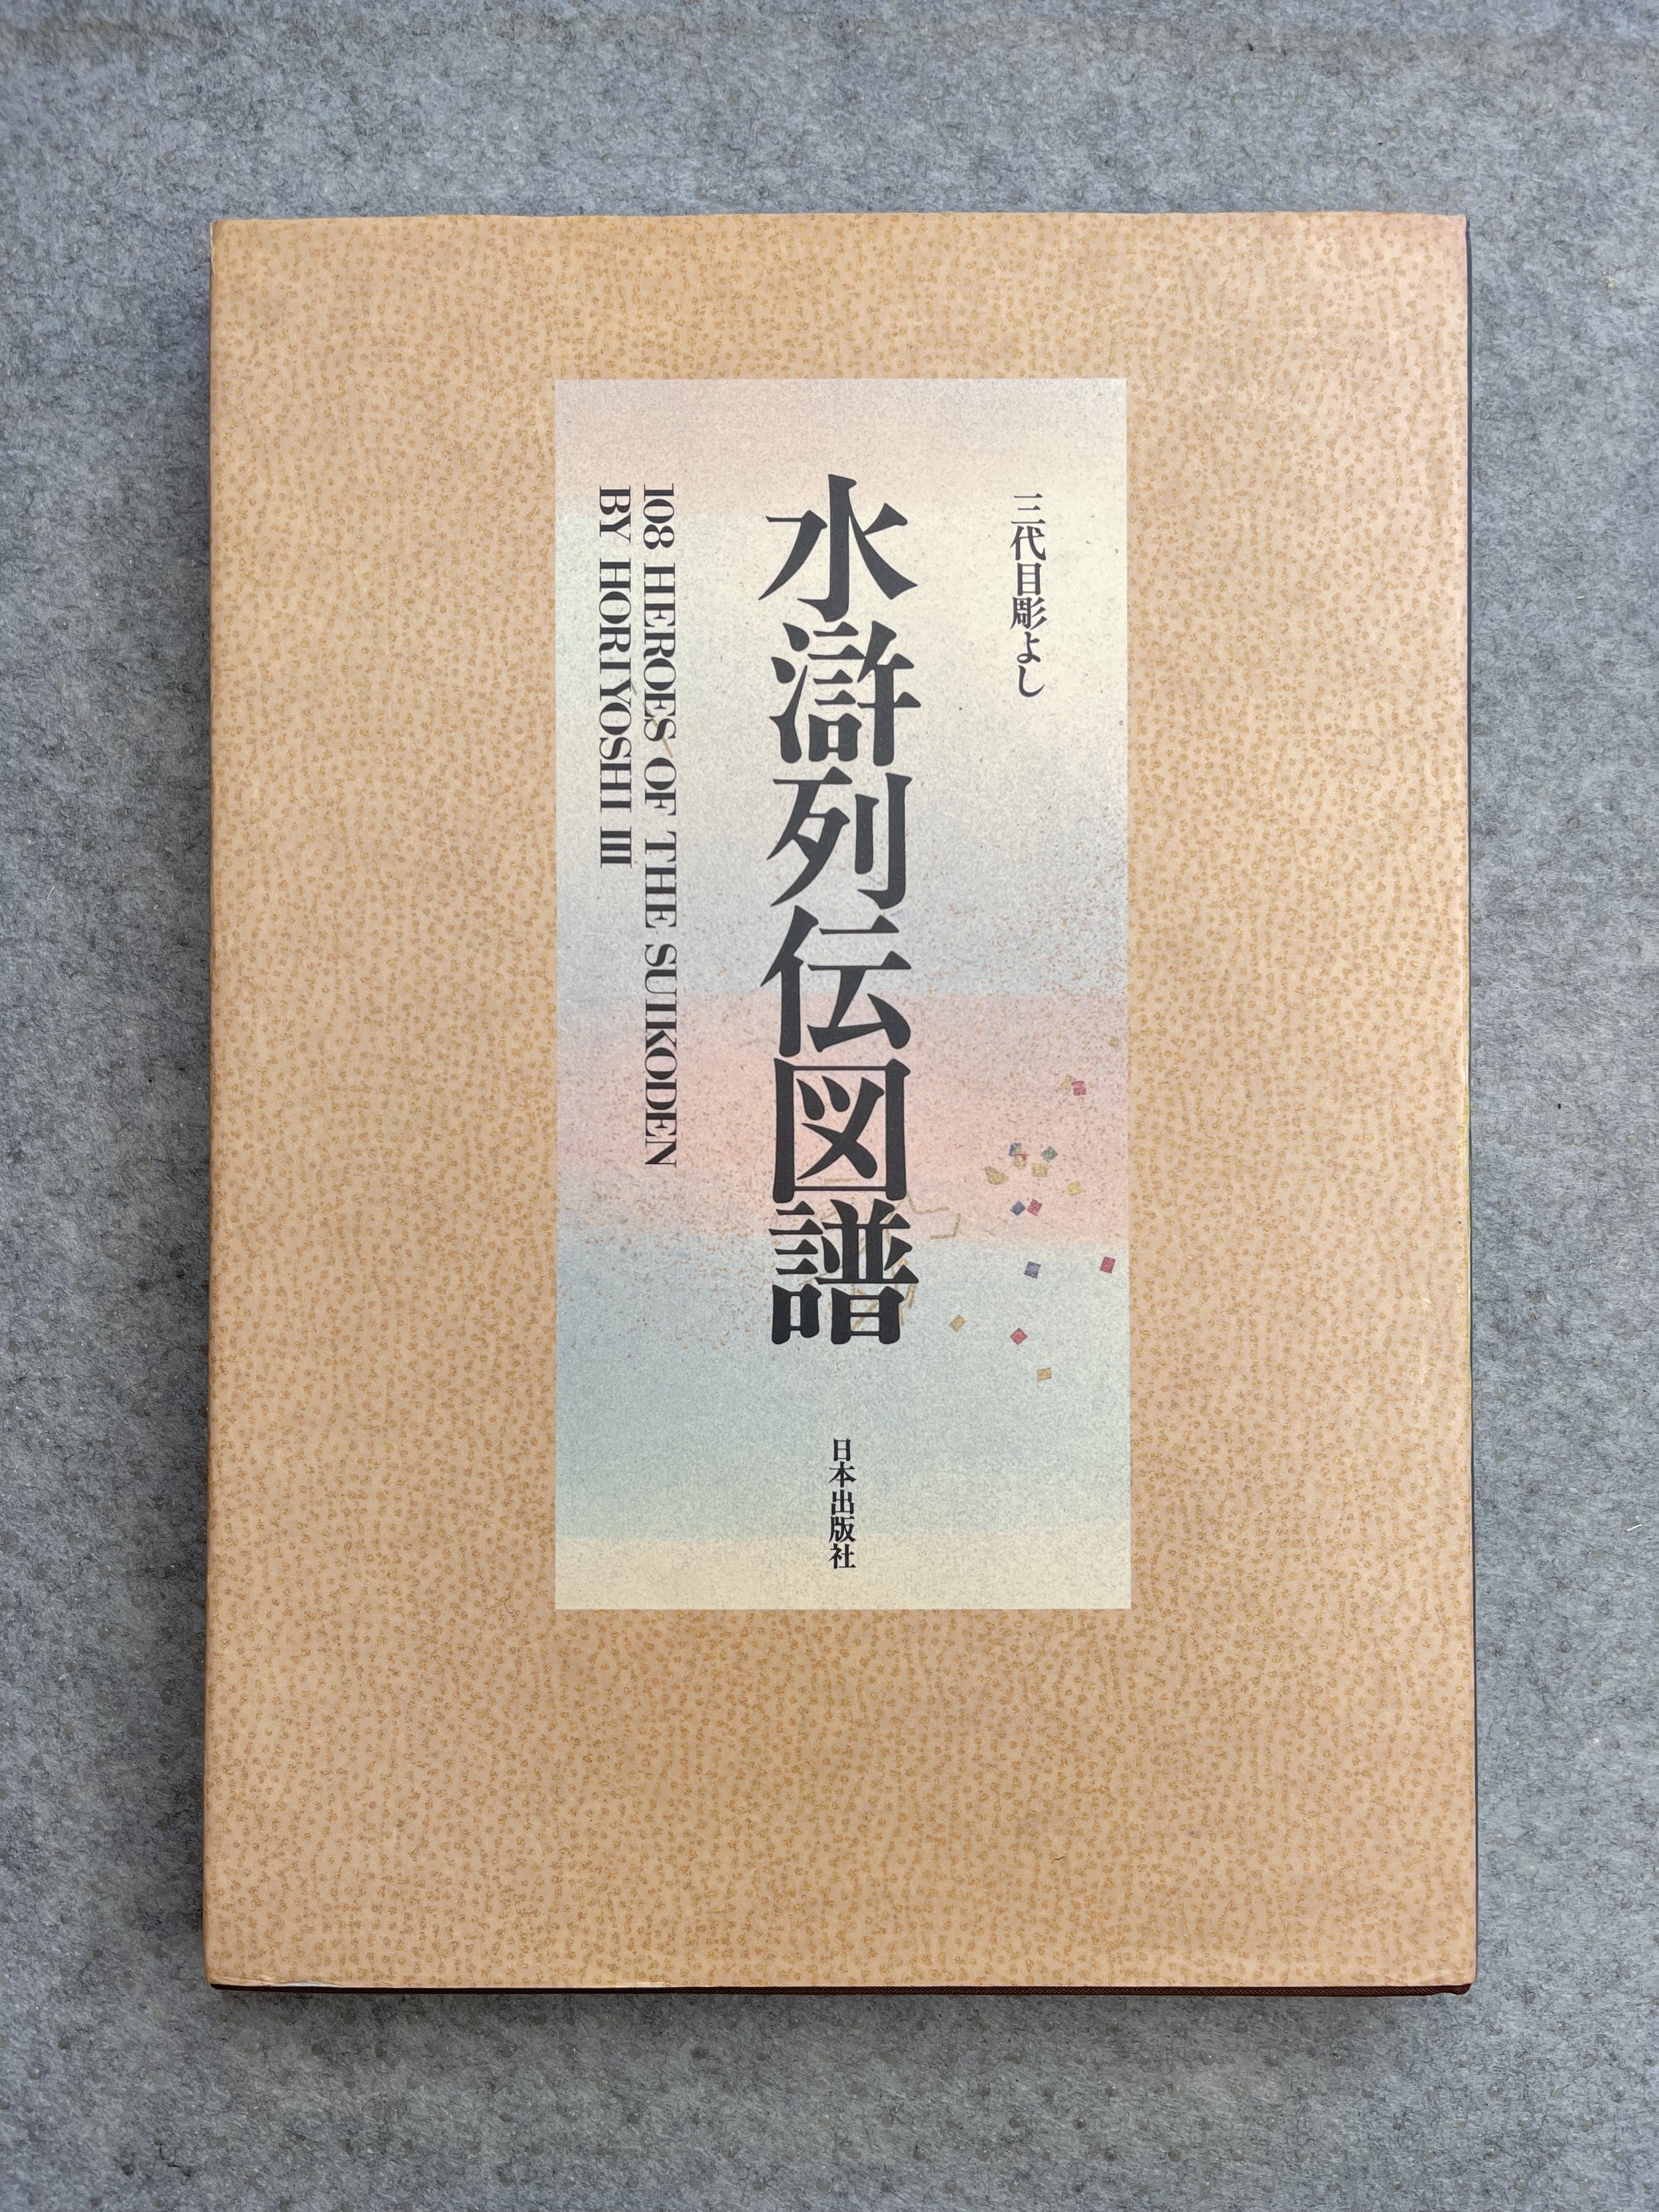 三代目彫よし
水滸列伝図譜
108 HEROES OF THE SUIKODEN
BY HORIYOSHI III
日本出版社